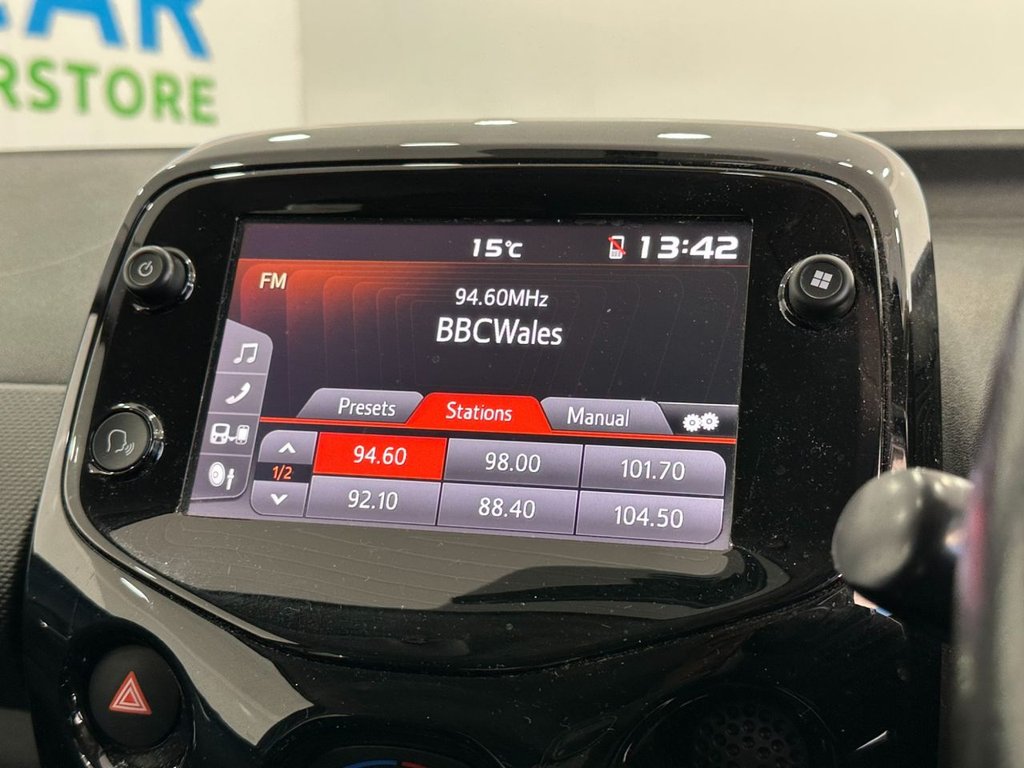 CAR
RSTORE
15°C 13:42
FM
94.60MHz
BBCWales
Presets Stations Manual
1/2
94.60 98.00 101.70
92.10 88.40 104.50